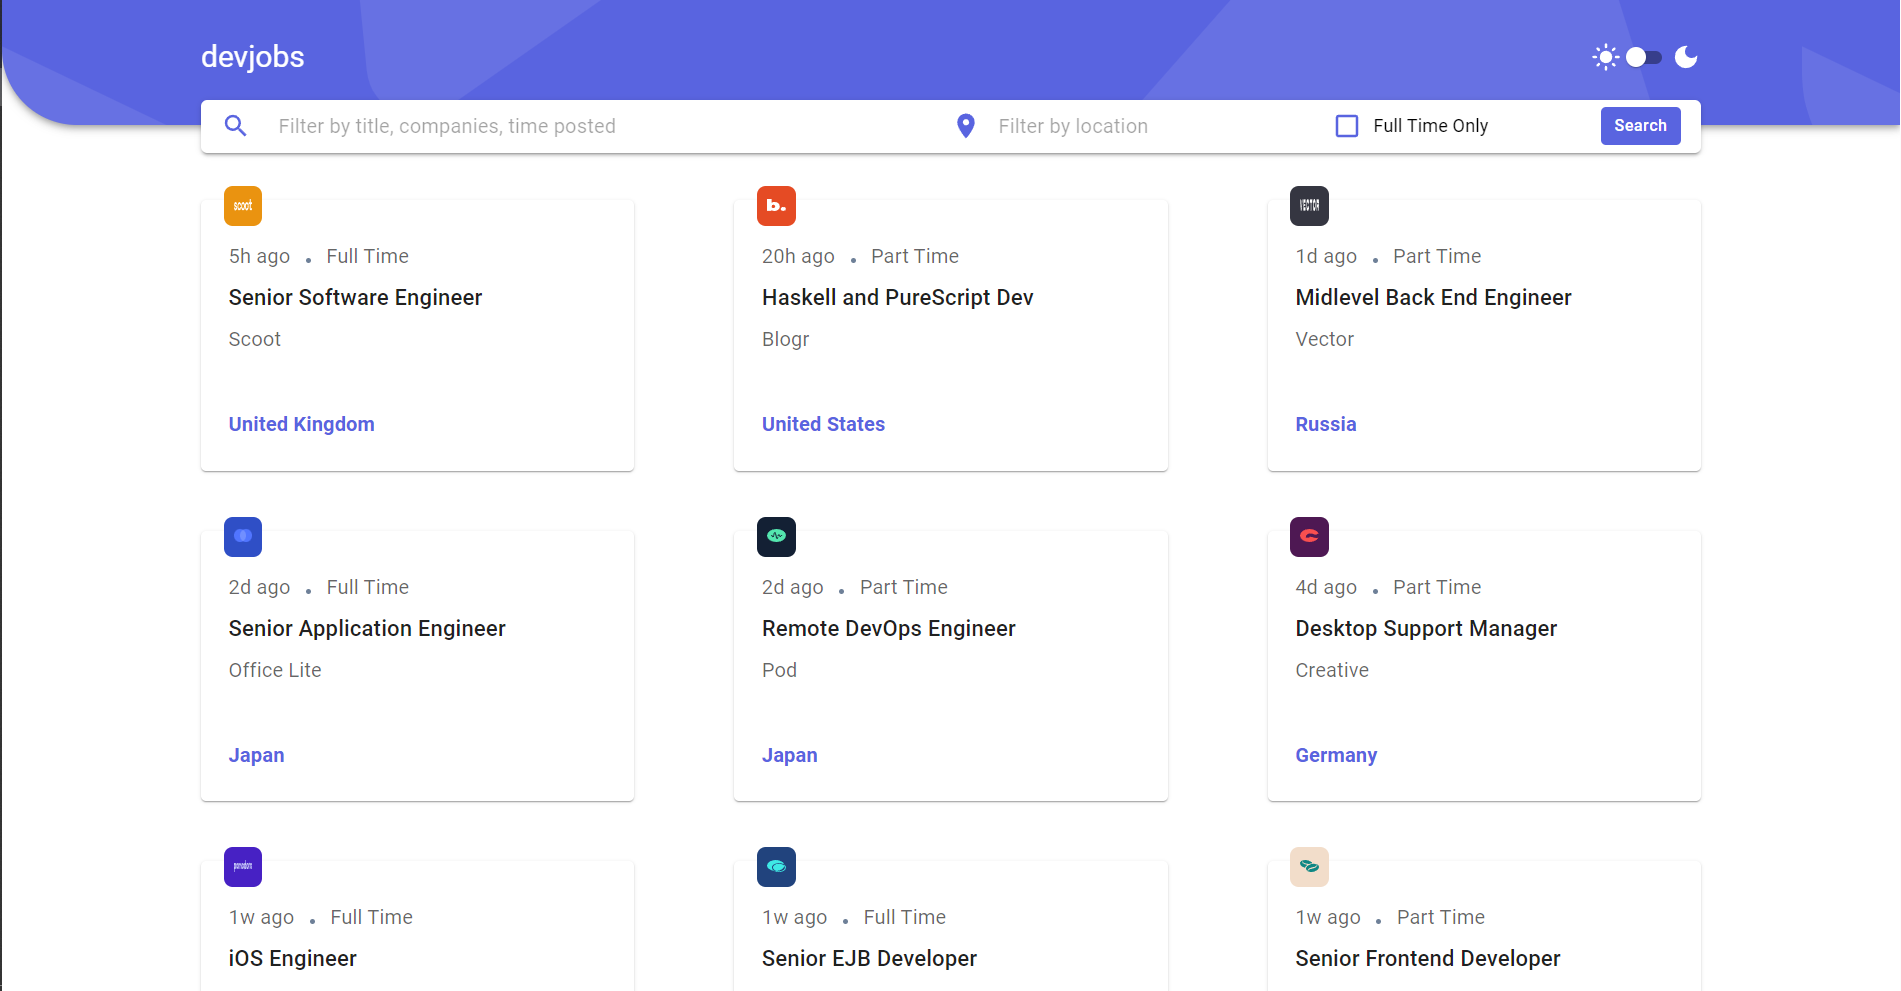 devjobs
Filter by title, companies, time posted
Filter by location
Full Time Only
Search
scoot
5h ago . Full Time
Senior Software Engineer
Scoot
United Kingdom
b.
20h ago . Part Time
Haskell and PureScript Dev
Blogr
United States
VECTOR
1d ago . Part Time
Midlevel Back End Engineer
Vector
Russia
2d ago . Full Time
Senior Application Engineer
Office Lite
Japan
2d ago . Part Time
Remote DevOps Engineer
Pod
Japan
4d ago . Part Time
Desktop Support Manager
Creative
Germany
1w ago . Full Time
iOS Engineer
1w ago . Full Time
Senior EJB Developer
1w ago . Part Time
Senior Frontend Developer